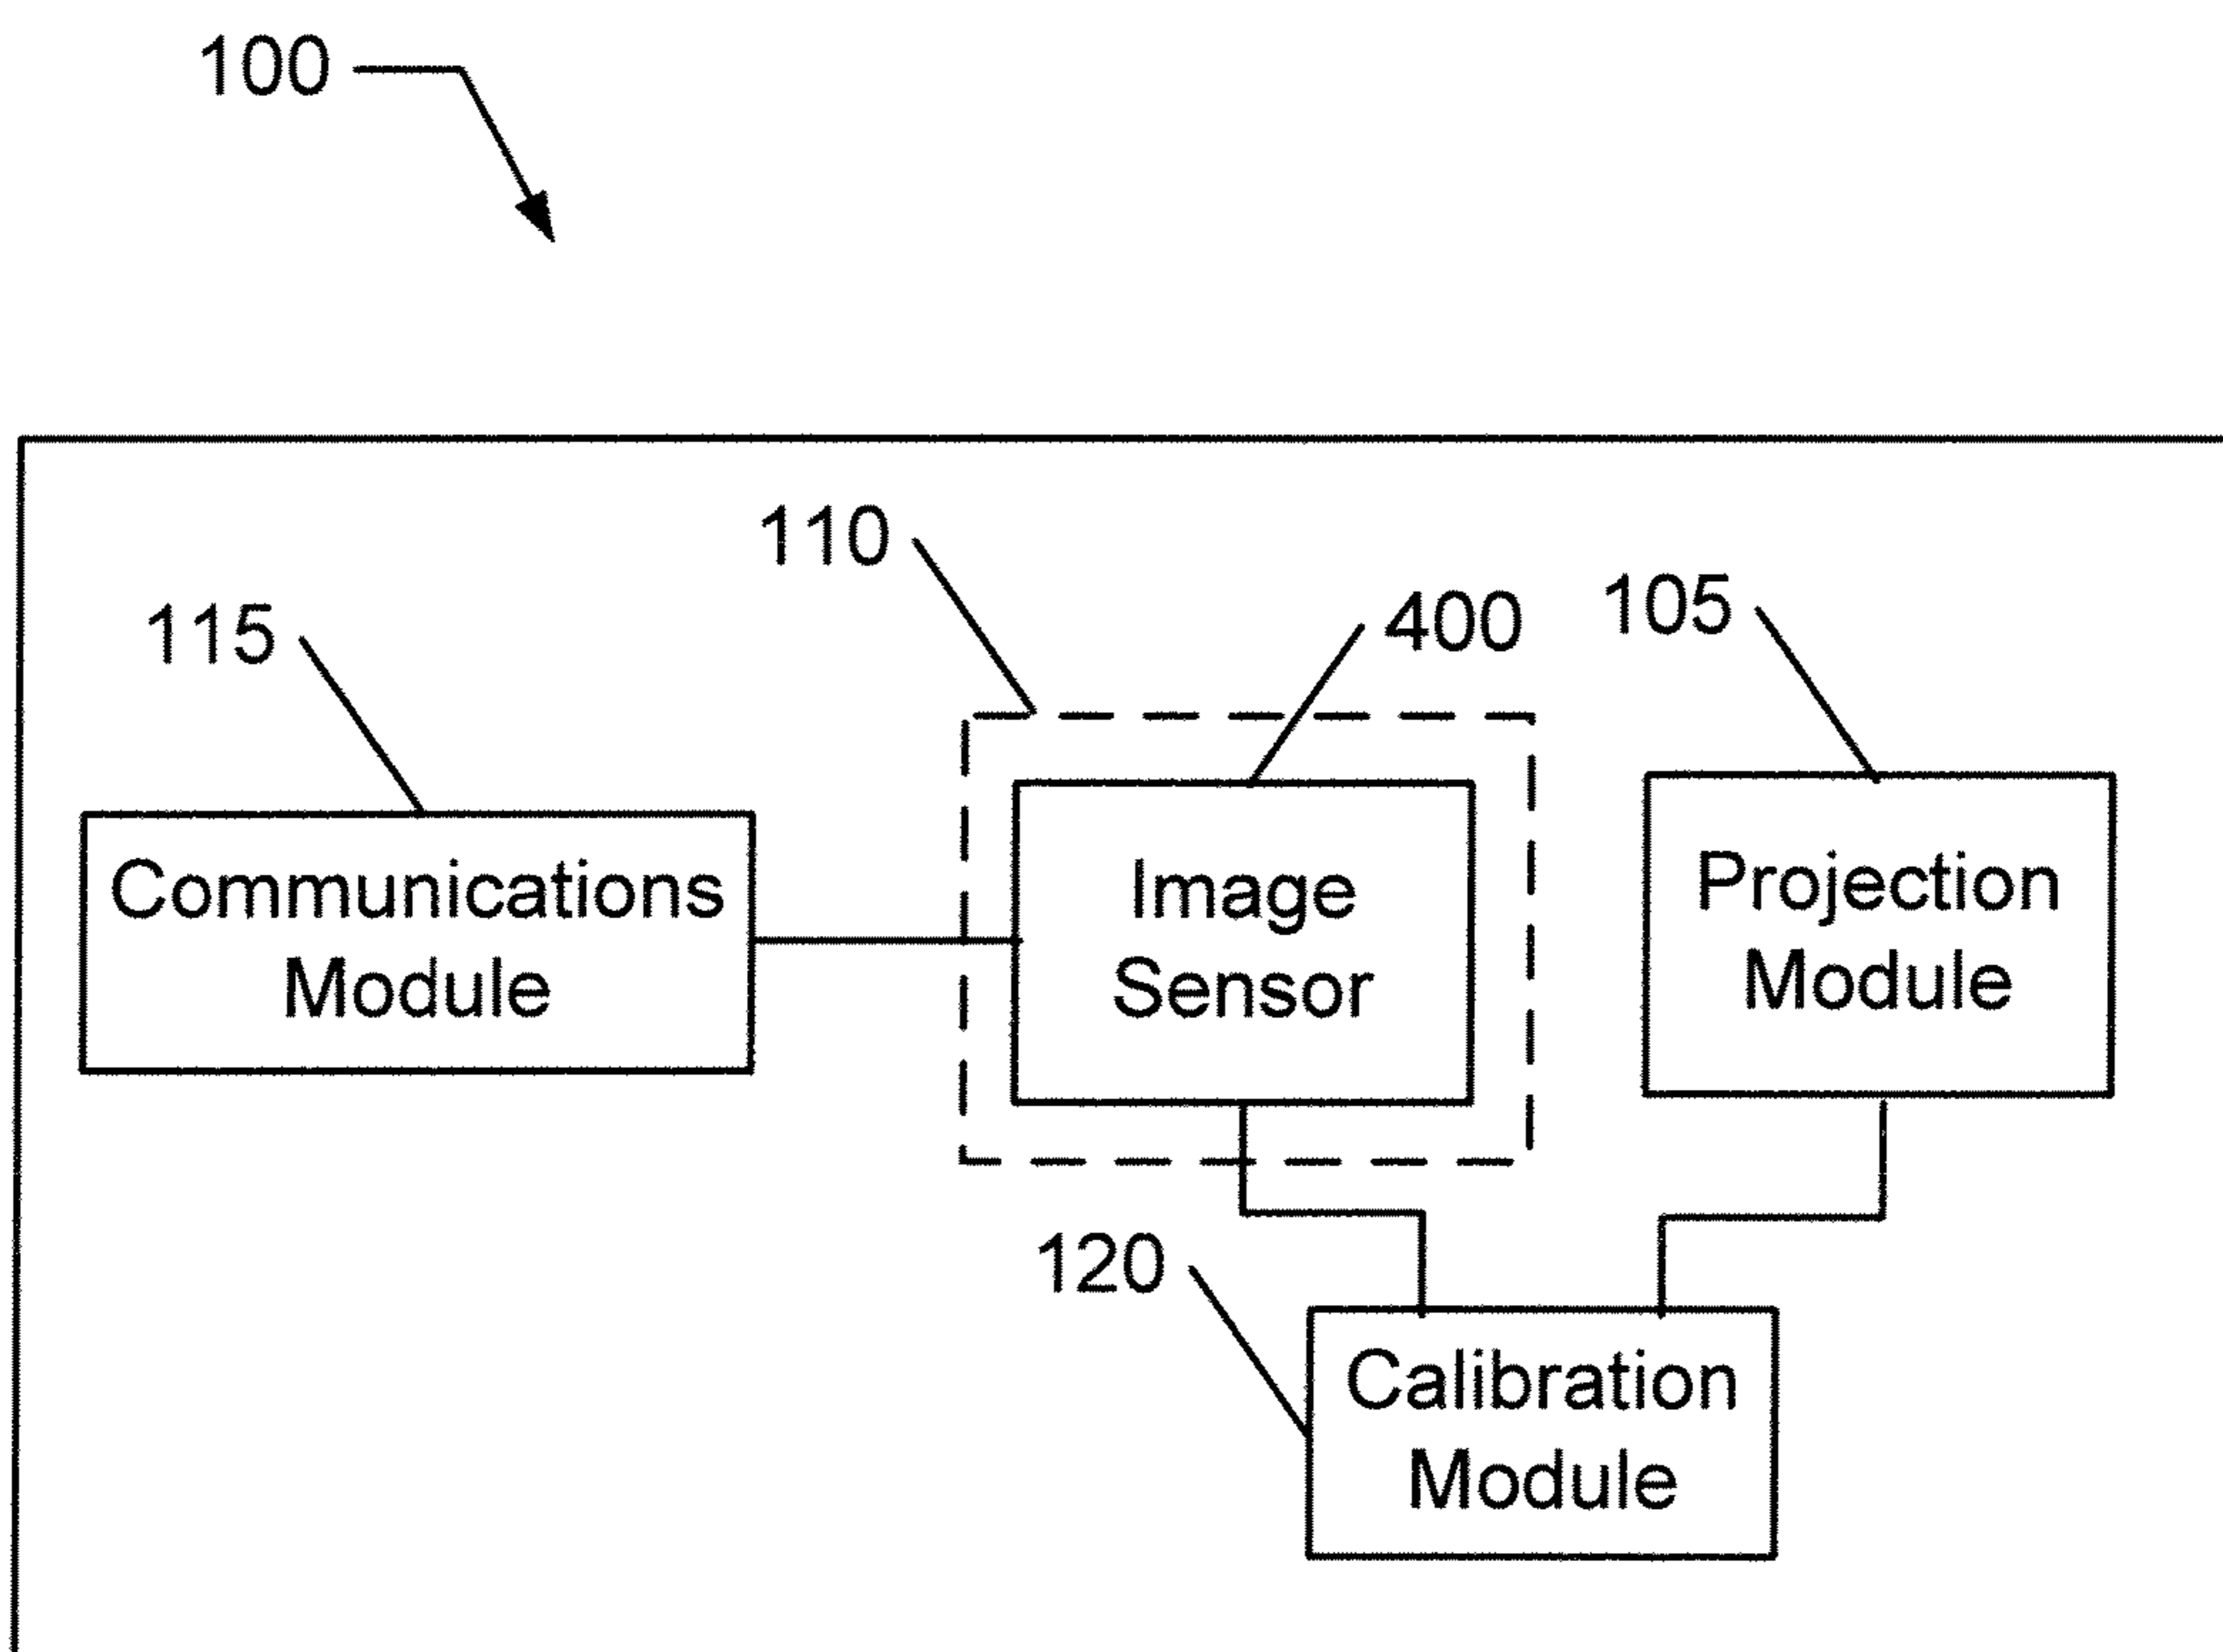 100
110
400
105
115
Communications
Module
Image
Sensor
Projection
Module
120
Calibration
Module